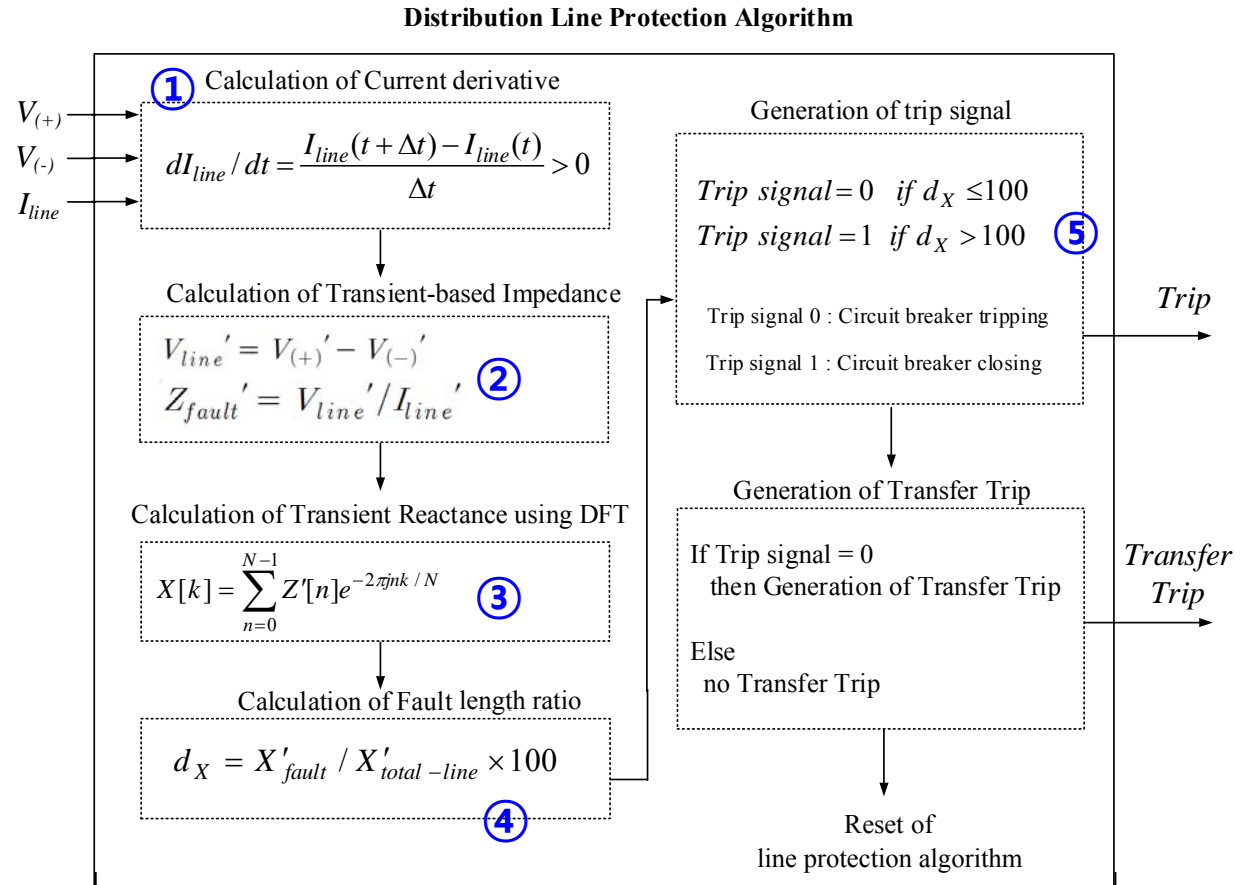 Distribution Line Protection Algorithm
V(+)
V(-)
Iline
①
Calculation of Current derivative
dIline / dt = (Iline(t + Δt) − Iline(t)) / Δt > 0
Calculation of Transient-based Impedance
Vline′ = V(+)′ − V(−)′
Zfault′ = Vline′ / Iline′
②
Calculation of Transient Reactance using DFT
X[k] = ∑_{n=0}^{N−1} Z′[n]e^{−2πjnk / N}
③
Calculation of Fault length ratio
dX = X′fault / X′total−line × 100
④
Generation of trip signal
Trip signal = 0 if dX ≤ 100
Trip signal = 1 if dX > 100
⑤
Trip signal 0 : Circuit breaker tripping
Trip signal 1 : Circuit breaker closing
Trip
Generation of Transfer Trip
If Trip signal = 0
then Generation of Transfer Trip
Else
no Transfer Trip
Transfer
Trip
Reset of
line protection algorithm